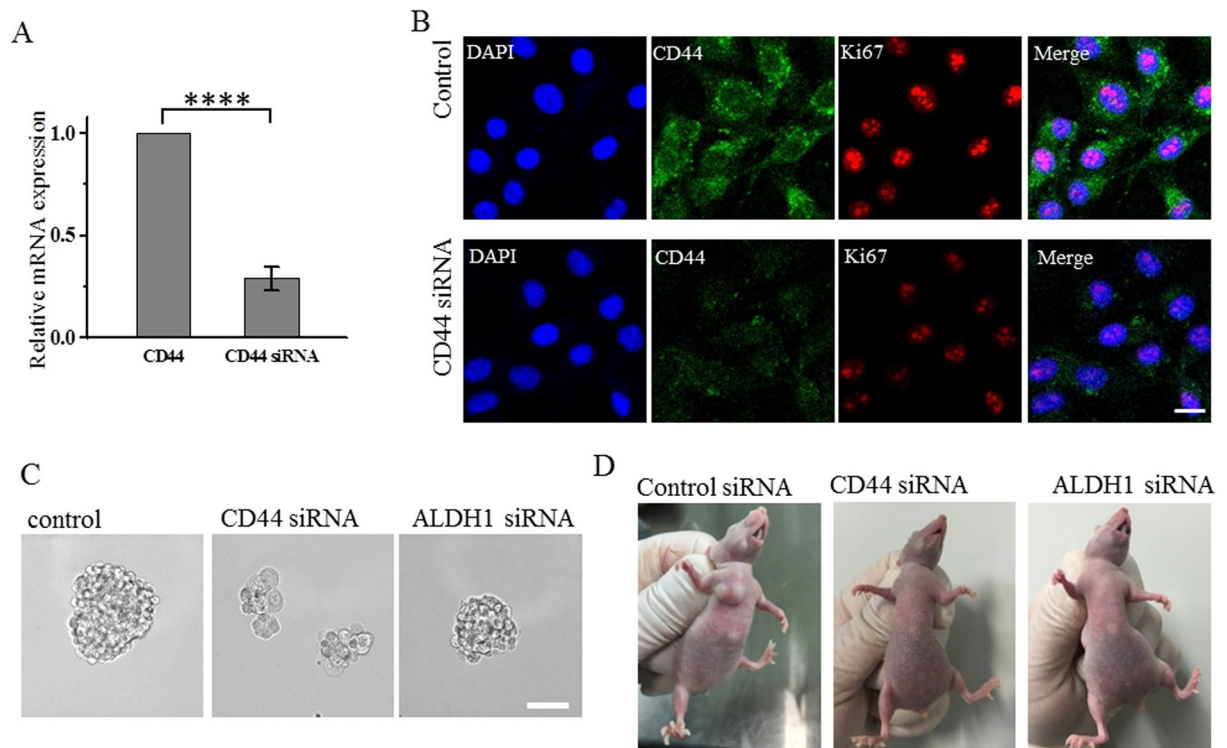 A
Relative mRNA expression
1.0
0.5
0.0
****
CD44
CD44 siRNA
B
Control
DAPI
CD44
Ki67
Merge
CD44 siRNA
DAPI
CD44
Ki67
Merge
C
control
CD44 siRNA
ALDH1 siRNA
D
Control siRNA
CD44 siRNA
ALDH1 siRNA